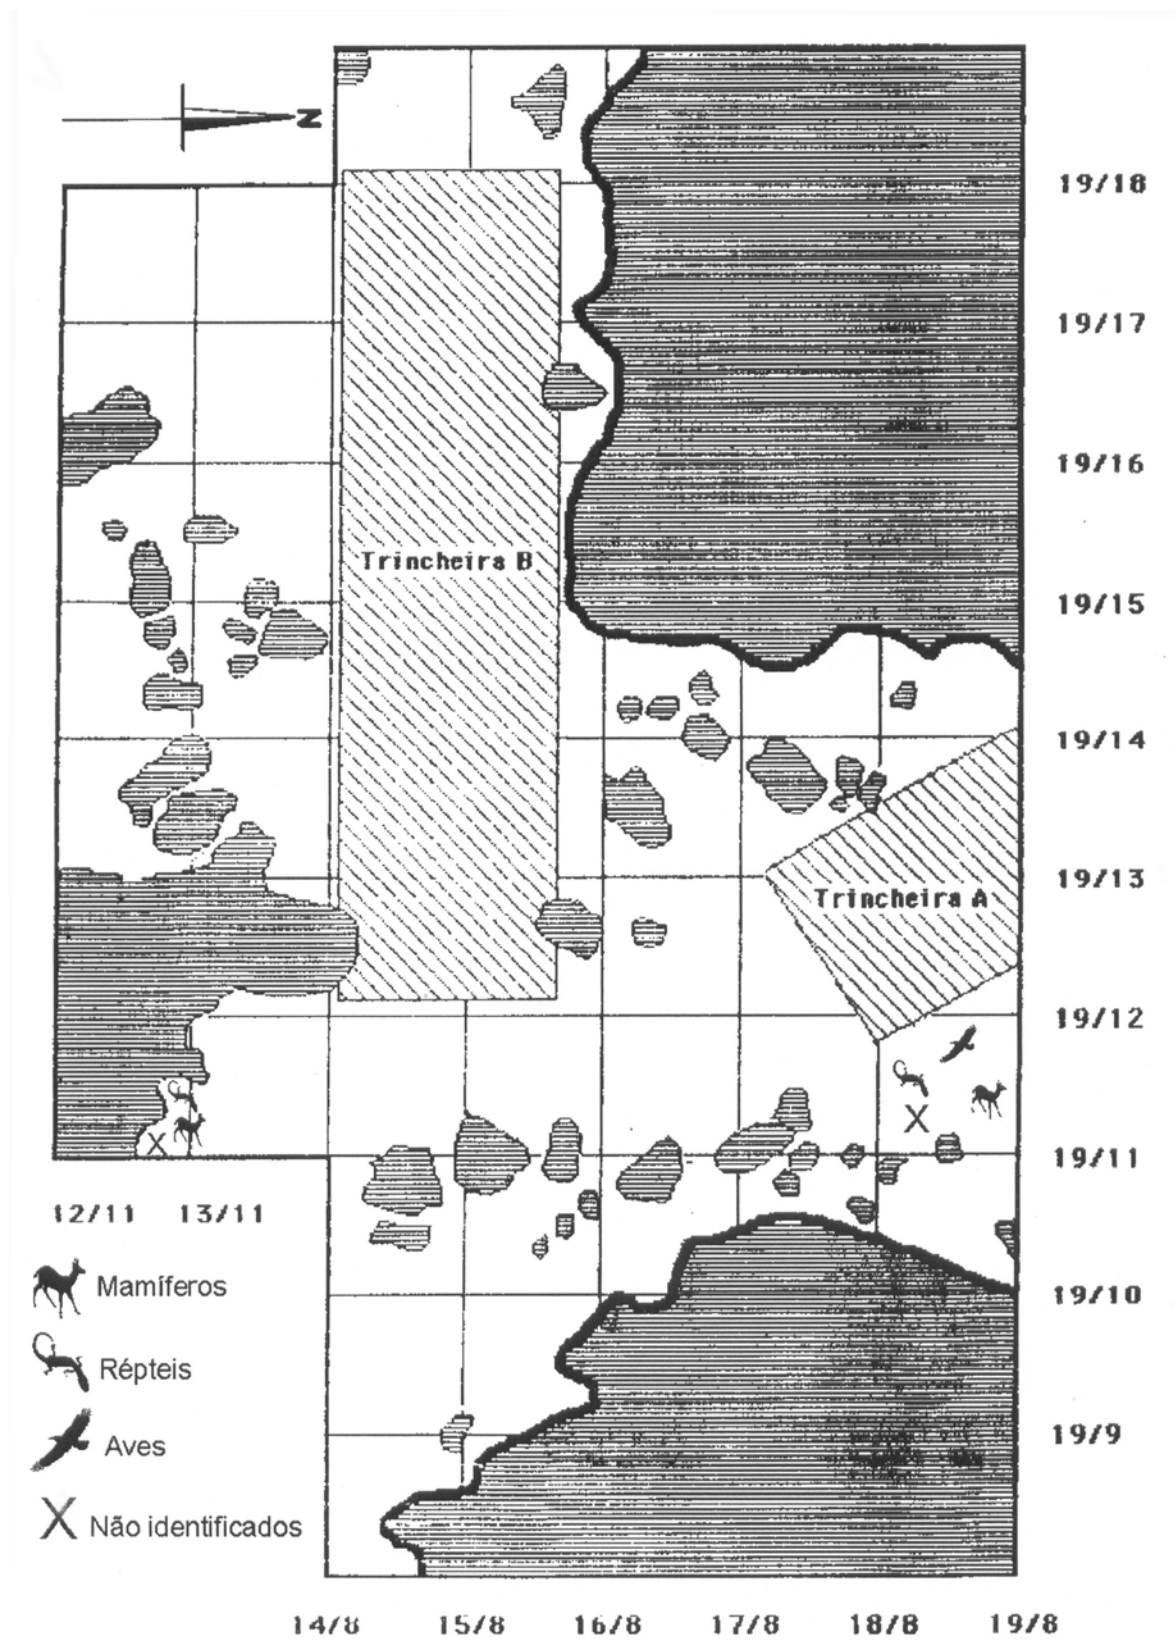 N
19/18
19/17
19/16
Trincheira B
19/15
19/14
Trincheira A
19/13
19/12
19/11
12/11 13/11
Mamíferos
19/10
Répteis
Aves
19/9
X Não identificados
14/8 15/8 16/8 17/8 18/8 19/8